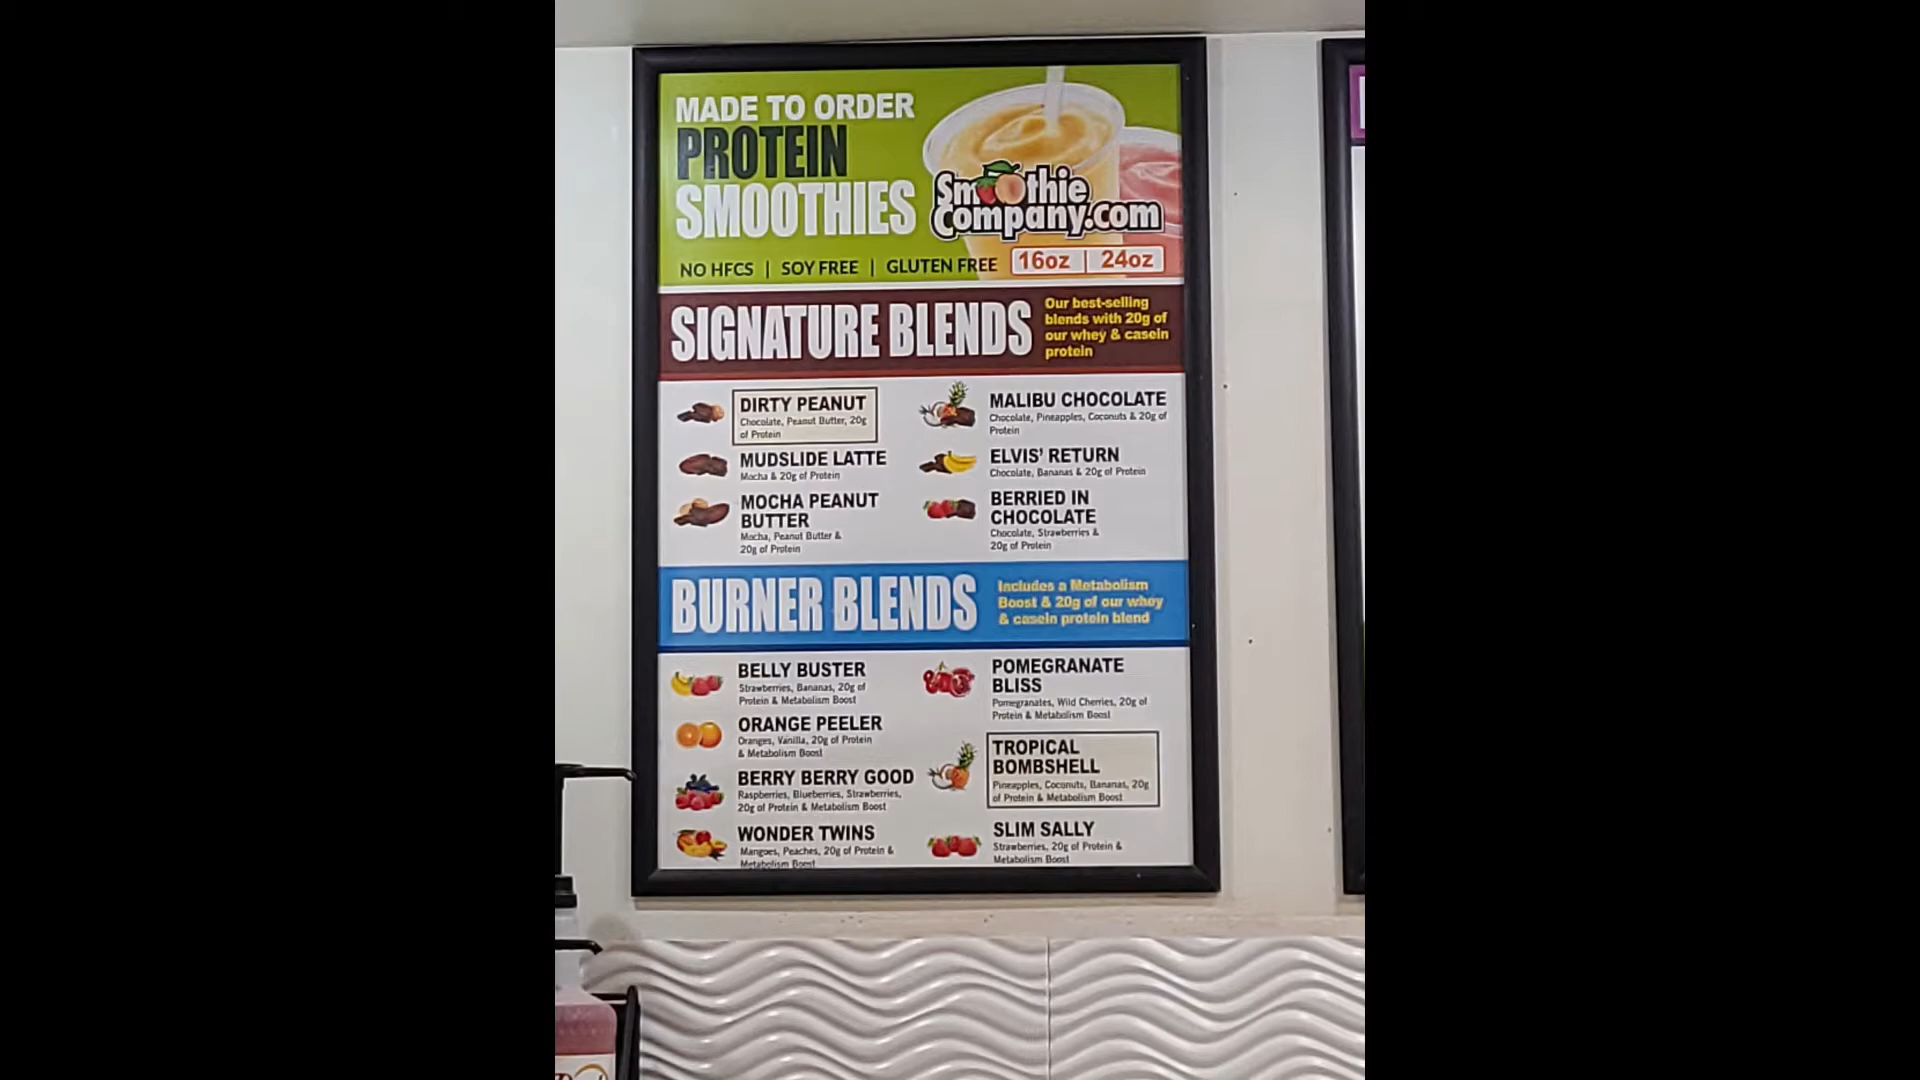 MADE TO ORDER
PROTEIN
SMOOTHIES
Smoothie
Company.com
NO HFCS | SOY FREE | GLUTEN FREE
16oz | 24oz
SIGNATURE BLENDS
Our best-selling
blends with 20g of
our whey & casein
protein
DIRTY PEANUT
Chocolate, Peanut Butter, 20g
of Protein
MUDSLIDE LATTE
Mocha & 20g of Protein
MOCHA PEANUT
BUTTER
Mocha, Peanut Butter &
20g of Protein
MALIBU CHOCOLATE
Chocolate, Pineapples, Coconuts & 20g of
Protein
ELVIS' RETURN
Chocolate, Bananas & 20g of Protein
BERRIED IN
CHOCOLATE
Chocolate, Strawberries &
20g of Protein
BURNER BLENDS
Includes a Metabolism
Boost & 20g of our whey
& casein protein blend
BELLY BUSTER
Strawberries, Bananas, 20g of
Protein & Metabolism Boost
ORANGE PEELER
Oranges, Vanilla, 20g of Protein
& Metabolism Boost
BERRY BERRY GOOD
Raspberries, Blueberries, Strawberries,
20g of Protein & Metabolism Boost
WONDER TWINS
Mangoes, Peaches, 20g of Protein &
Metabolism Boost
POMEGRANATE
BLISS
Pomegranates, Wild Cherries, 20g of
Protein & Metabolism Boost
TROPICAL
BOMBSHELL
Pineapples, Coconuts, Bananas, 20g
of Protein & Metabolism Boost
SLIM SALLY
Strawberries, 20g of Protein &
Metabolism Boost